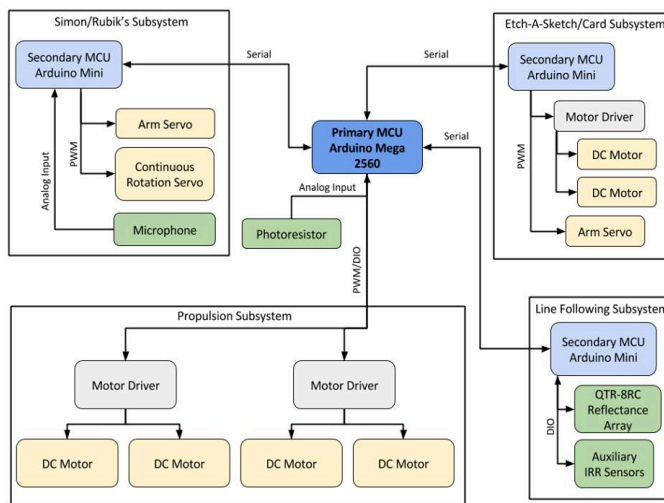 Simon/Rubik's Subsystem
Secondary MCU
Arduino Mini
Arm Servo
Continuous
Rotation Servo
Microphone
PWM
Analog Input
Serial
Primary MCU
Arduino Mega
2560
Analog Input
Photoresistor
PWM/DIO
Serial
Serial
Etch-A-Sketch/Card Subsystem
Secondary MCU
Arduino Mini
Motor Driver
DC Motor
DC Motor
Arm Servo
PWM
Propulsion Subsystem
Motor Driver
Motor Driver
DC Motor
DC Motor
DC Motor
DC Motor
Line Following Subsystem
Secondary MCU
Arduino Mini
QTR-8RC
Reflectance
Array
Auxiliary
IRR Sensors
DIO